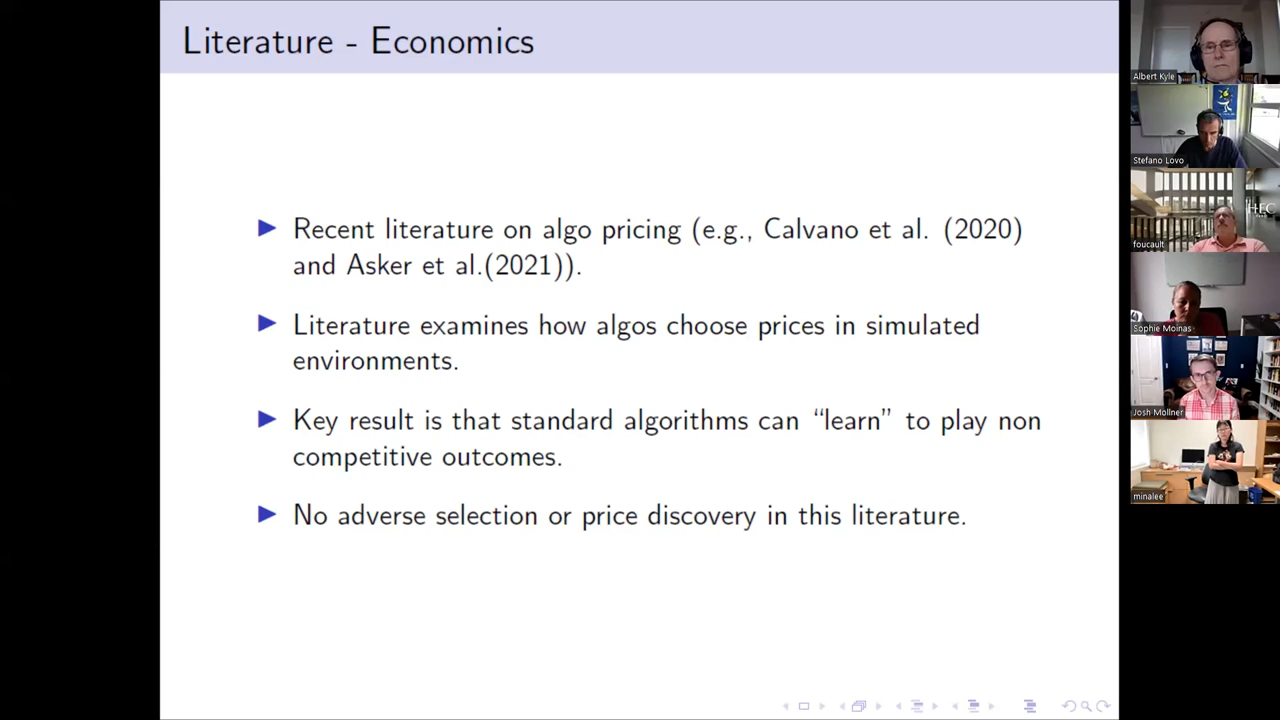 Literature - Economics
Recent literature on algo pricing (e.g., Calvano et al. (2020)
and Asker et al.(2021)).
Literature examines how algos choose prices in simulated
environments.
Key result is that standard algorithms can “learn” to play non
competitive outcomes.
No adverse selection or price discovery in this literature.
Albert Kyle
Stefano Lovo
HEC
foucault
Sophie Moinas
Josh Mollner
minalee